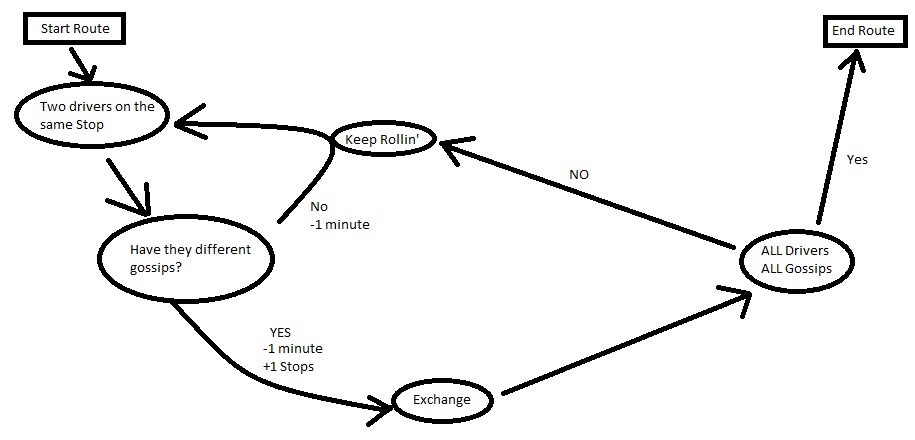 Start Route
End Route
Two drivers on the
same Stop
Keep Rollin'
NO
Yes
No
-1 minute
Have they different
gossips?
ALL Drivers
ALL Gossips
YES
-1 minute
+1 Stops
Exchange